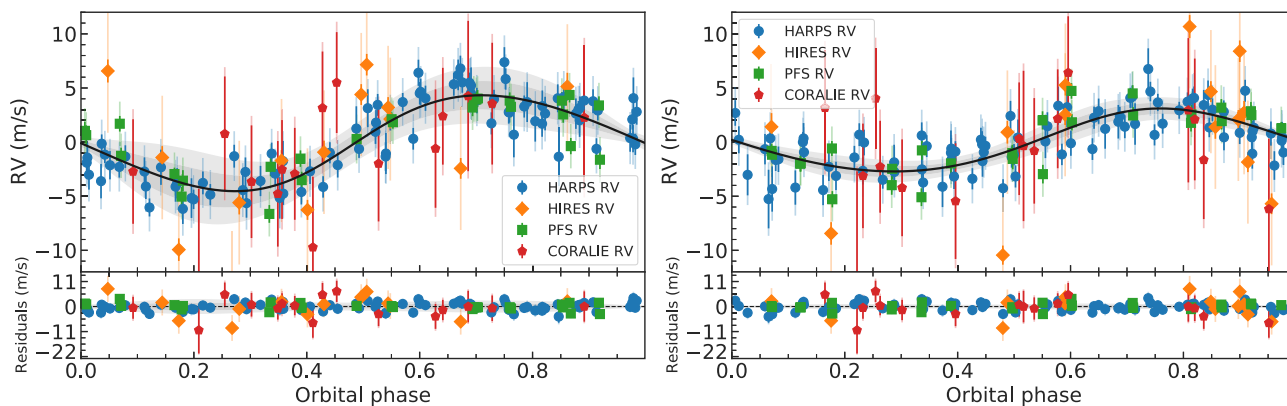 10
5
0
−5
−10
RV (m/s)
HARPS RV
HIRES RV
PFS RV
CORALIE RV
11
0
−11
−22
Residuals (m/s)
0.0 0.2 0.4 0.6 0.8
Orbital phase
10
5
0
−5
−10
RV (m/s)
HARPS RV
HIRES RV
PFS RV
CORALIE RV
11
0
−11
−22
Residuals (m/s)
0.0 0.2 0.4 0.6 0.8
Orbital phase